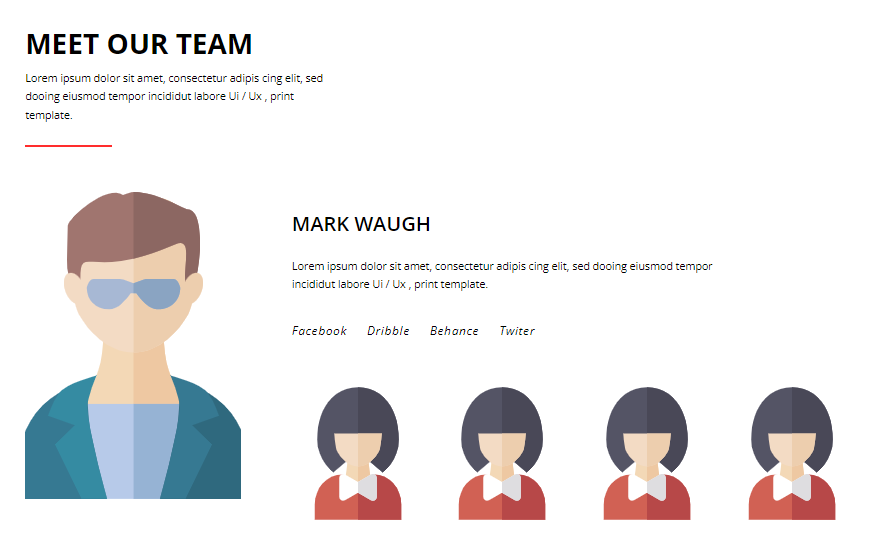 MEET OUR TEAM
Lorem ipsum dolor sit amet, consectetur adipis cing elit, sed
dooing eiusmod tempor incididut labore Ui / Ux , print
template.
MARK WAUGH
Lorem ipsum dolor sit amet, consectetur adipis cing elit, sed dooing eiusmod tempor
incididut labore Ui / Ux , print template.
Facebook Dribble Behance Twiter